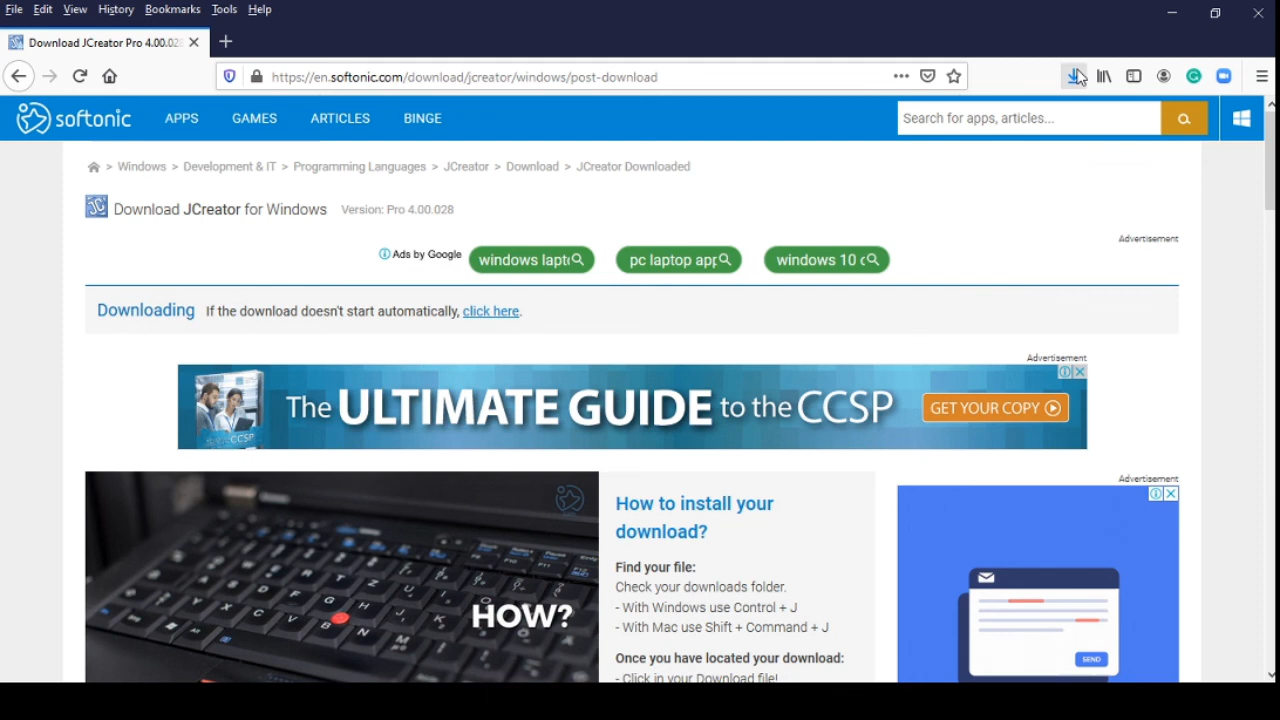 File Edit View History Bookmarks Tools Help
Download JCreator Pro 4.00.028
https://en.softonic.com/download/jcreator/windows/post-download
softonic APPS GAMES ARTICLES BINGE Search for apps, articles...
> Windows > Development & IT > Programming Languages > JCreator > Download > JCreator Downloaded
Download JCreator for Windows Version: Pro 4.00.028
Advertisement
Ads by Google windows lapt pc laptop app windows 10 c
Downloading If the download doesn't start automatically, click here.
Advertisement
The ULTIMATE GUIDE to the CCSP GET YOUR COPY
CCSP
Advertisement
How to install your
download?
Find your file:
Check your downloads folder.
- With Windows use Control + J
HOW?
- With Mac use Shift + Command + J
Once you have located your download:
SEND
- Click in your Download file!